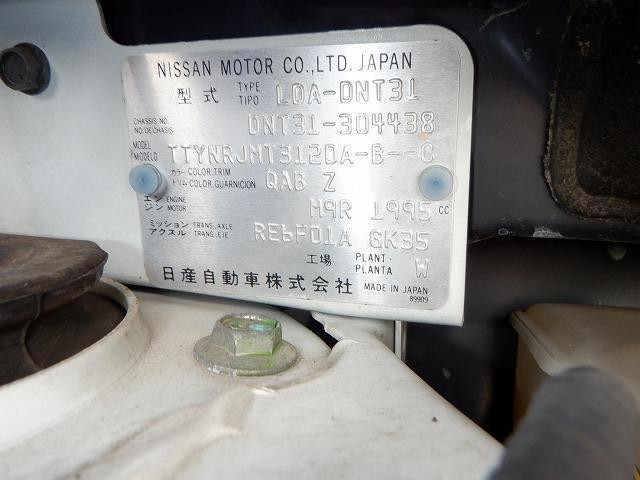 NISSAN MOTOR CO.,LTD. JAPAN
型式 TYPE TIPO LDA-DNT31
CHASSIS NO. NO. DE CHASIS DNT31-304438
MODEL MODELO TTYNRJMT312DA-B--C
カラー COLOR, TRIM トリム COLOR, GUARNICION QAB Z
エンジン ENGINE MOTOR M9R 1995 CC
ミッション TRANS. AXLE アクスル TRANS. EJE RE6F01A GK35
工場 PLANT PLANTA W
日産自動車株式会社 MADE IN JAPAN
89909